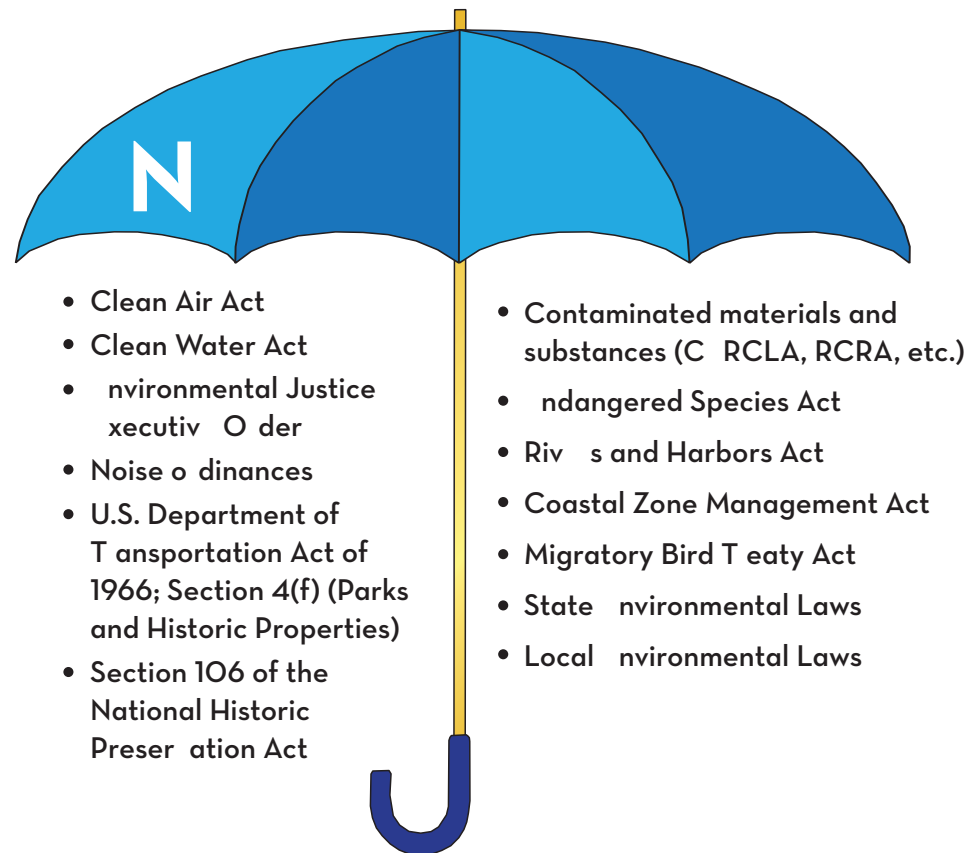 N
• Clean Air Act
• Clean Water Act
• nvironmental Justice
xecutiv O der
• Noise o dinances
• U.S. Department of
T ansportation Act of
1966; Section 4(f) (Parks
and Historic Properties)
• Section 106 of the
National Historic
Preser ation Act
• Contaminated materials and
substances (C RCLA, RCRA, etc.)
• ndangered Species Act
• Riv s and Harbors Act
• Coastal Zone Management Act
• Migratory Bird T eaty Act
• State nvironmental Laws
• Local nvironmental Laws